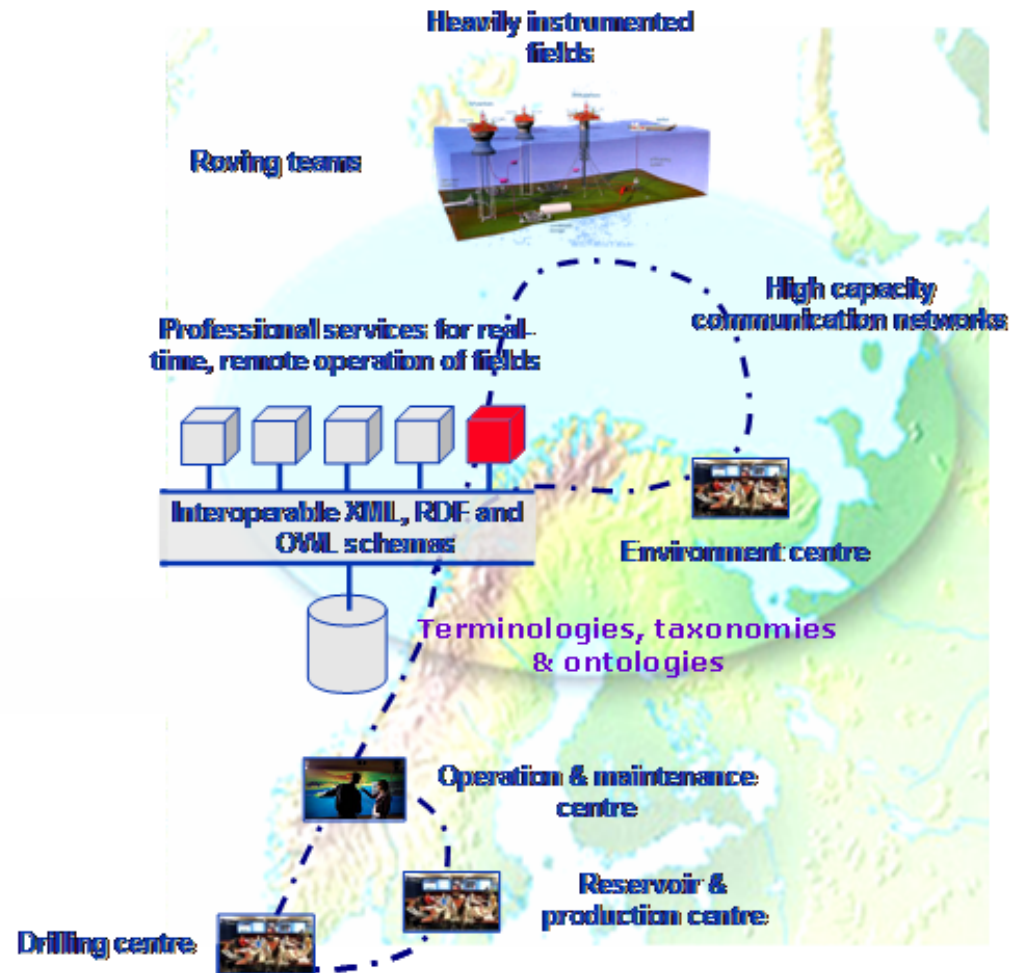 Heavily instrumented
fields
Roving teams
High capacity
communication networks
Professional services for real-
time, remote operation of fields
Interoperable XML, RDF and
OWL schemas
Environment centre
Terminologies, taxonomies
& ontologies
Operation & maintenance
centre
Reservoir &
production centre
Drilling centre